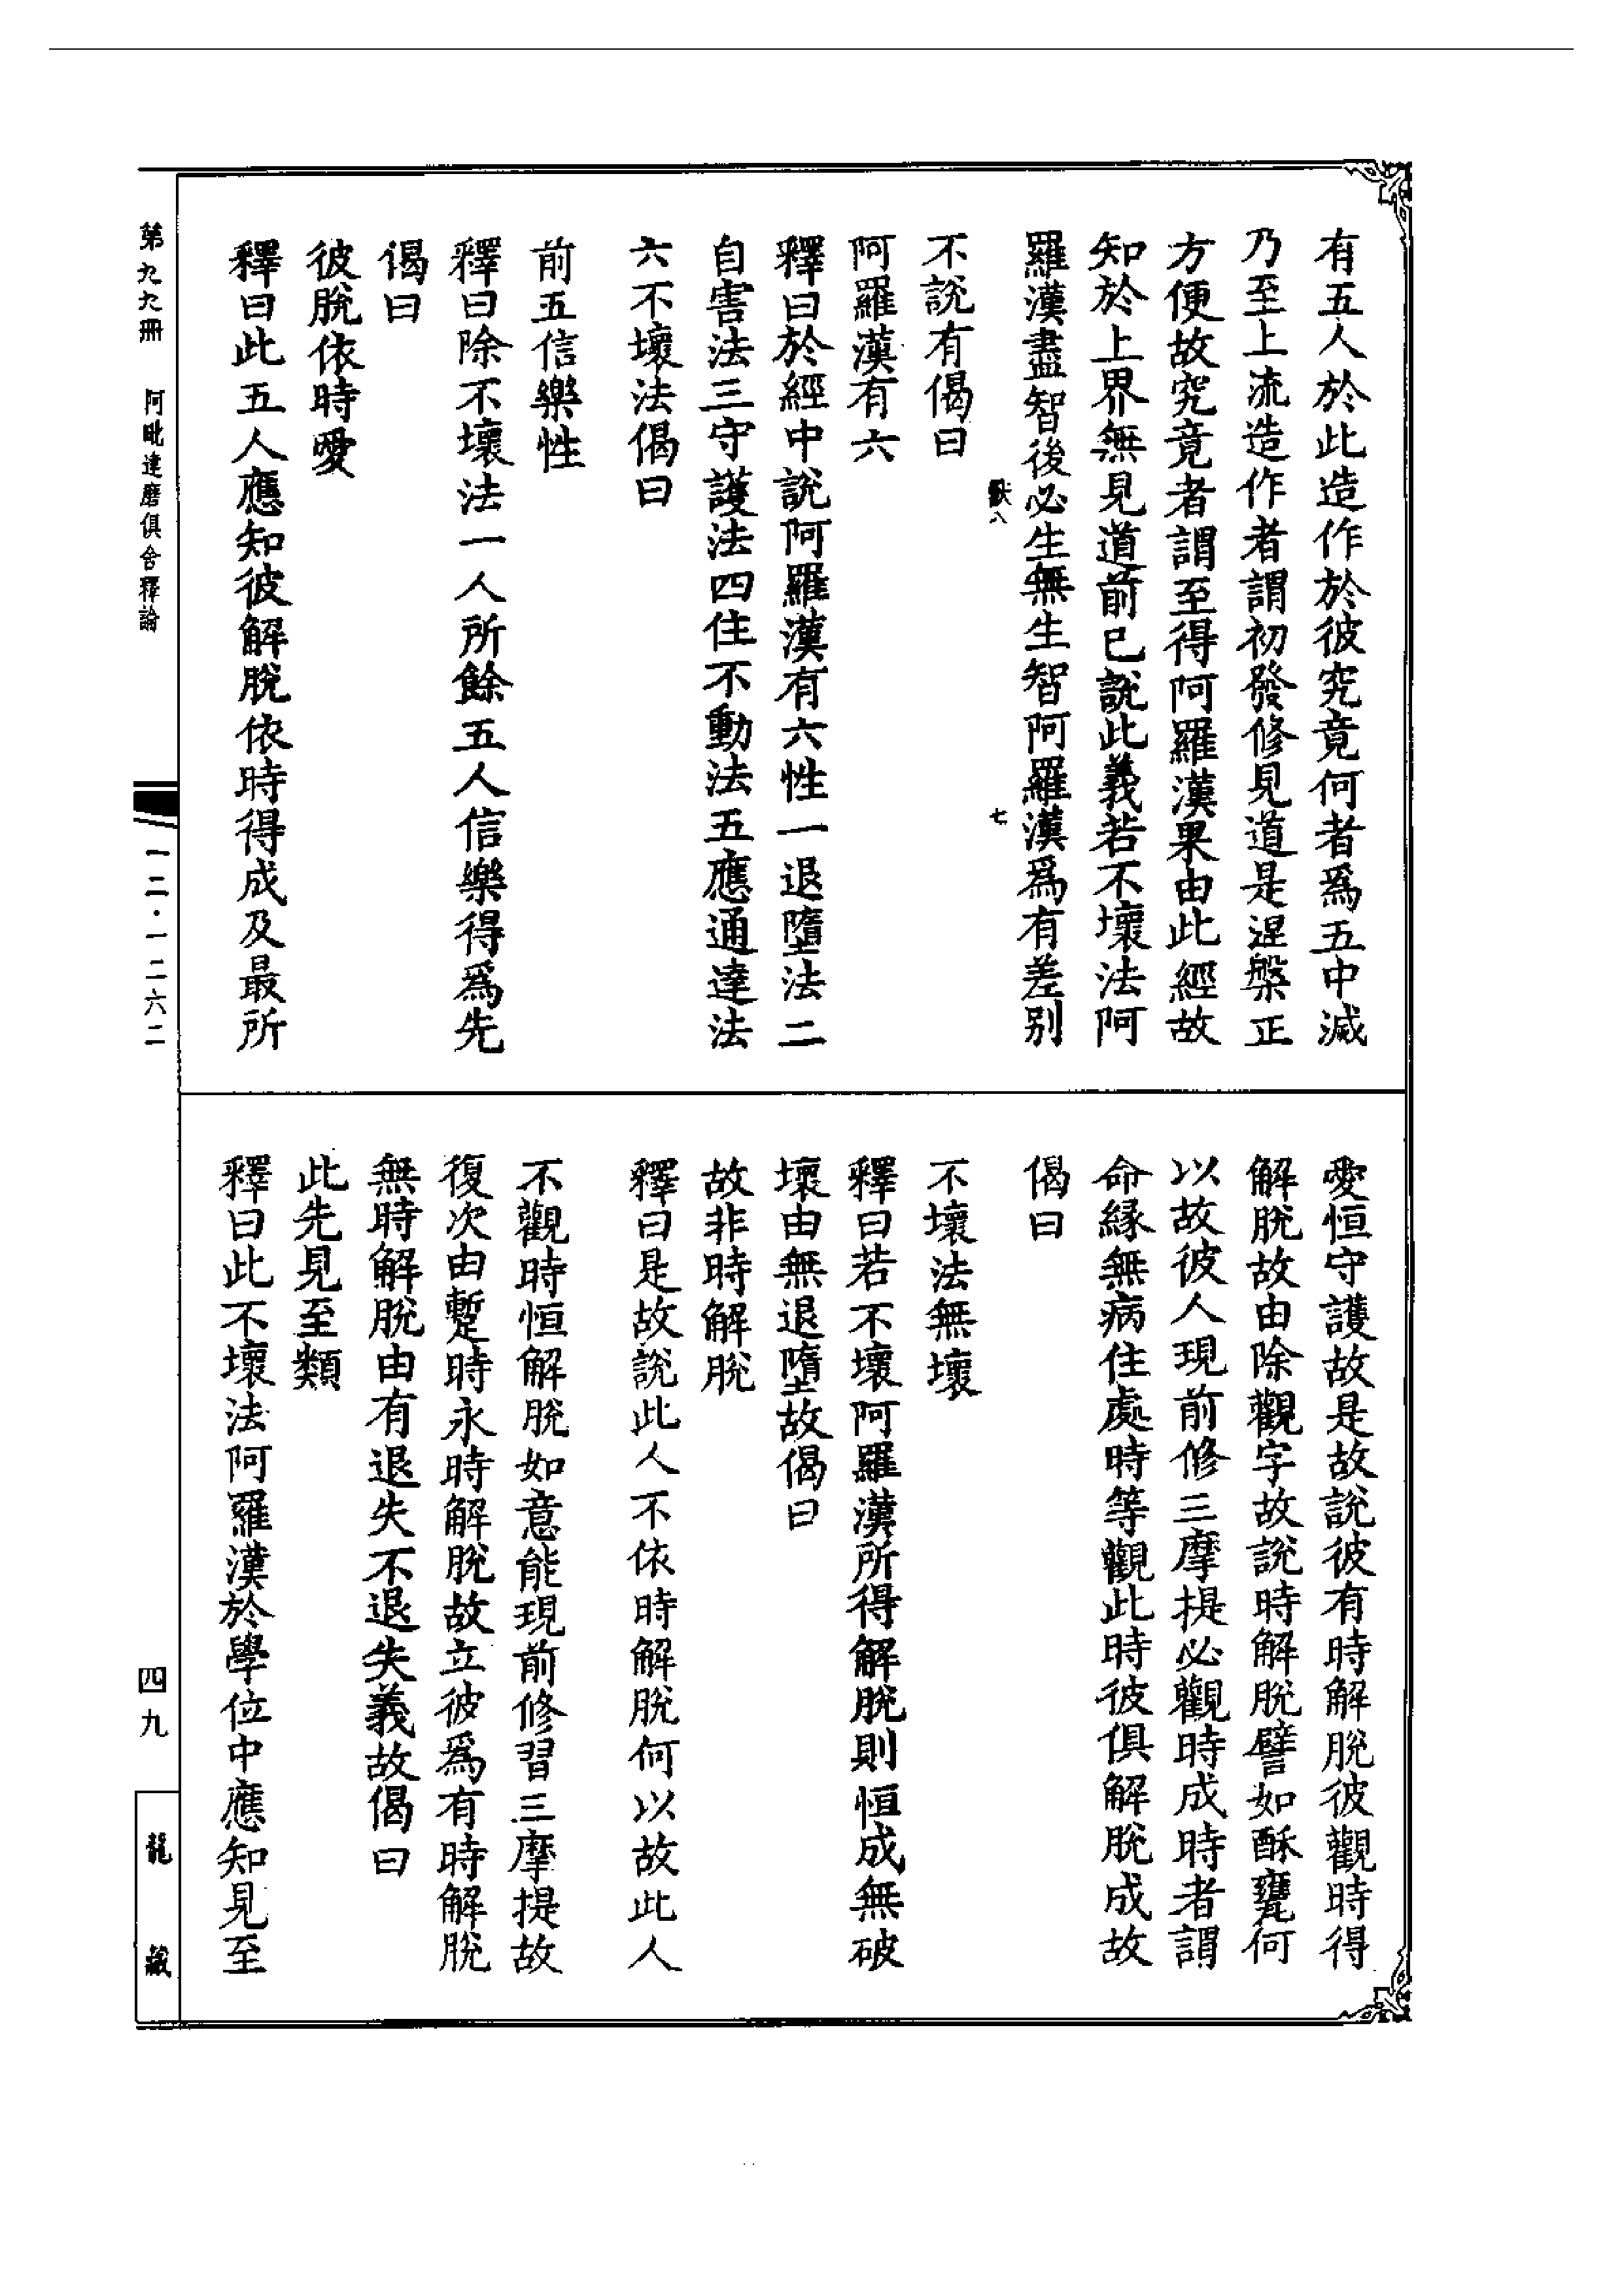 有五人於此造作於彼究竟何者爲五中滅
乃至上流造作者謂初發修見道是涅槃正
方便故究竟者謂至得阿羅漢果由此經故
知於上界無見道前已說此義若不壞法阿
羅漢盡智後必生無生智阿羅漢爲有差别
八
七
不說有偈曰
阿羅漢有六
釋曰於經中說阿羅漢有六性一退墮法二
自害法三守護法四住不動法五應通達法
六不壞法偈曰
前五信樂性
釋曰除不壞法一人所餘五人信樂得爲先
偈曰
彼脫依時愛
釋曰此五人應知彼解脫依時得成及最所
愛恒守護故是故說彼有時解脫彼觀時得
解脫故由除觀字故說時解脫譬如酥甕何
以故彼人現前修三摩提必觀時成時者謂
命緣無病住處時等觀此時彼俱解脫成故
偈曰
不壞法無壞
釋曰若不壞阿羅漢所得解脫則恒成無破
壞由無退墮故偈曰
故非時解脫
釋曰是故說此人不依時解脫何以故此人
不觀時恒解脫如意能現前修習三摩提故
復次由暫時永時解脫故立彼爲有時解脫
無時解脫由有退失不退失義故偈曰
此先見至類
釋曰此不壞法阿羅漢於學位中應知見至
第九九冊
阿毗達磨俱舍釋論
一二·一二六二
四九
龍藏